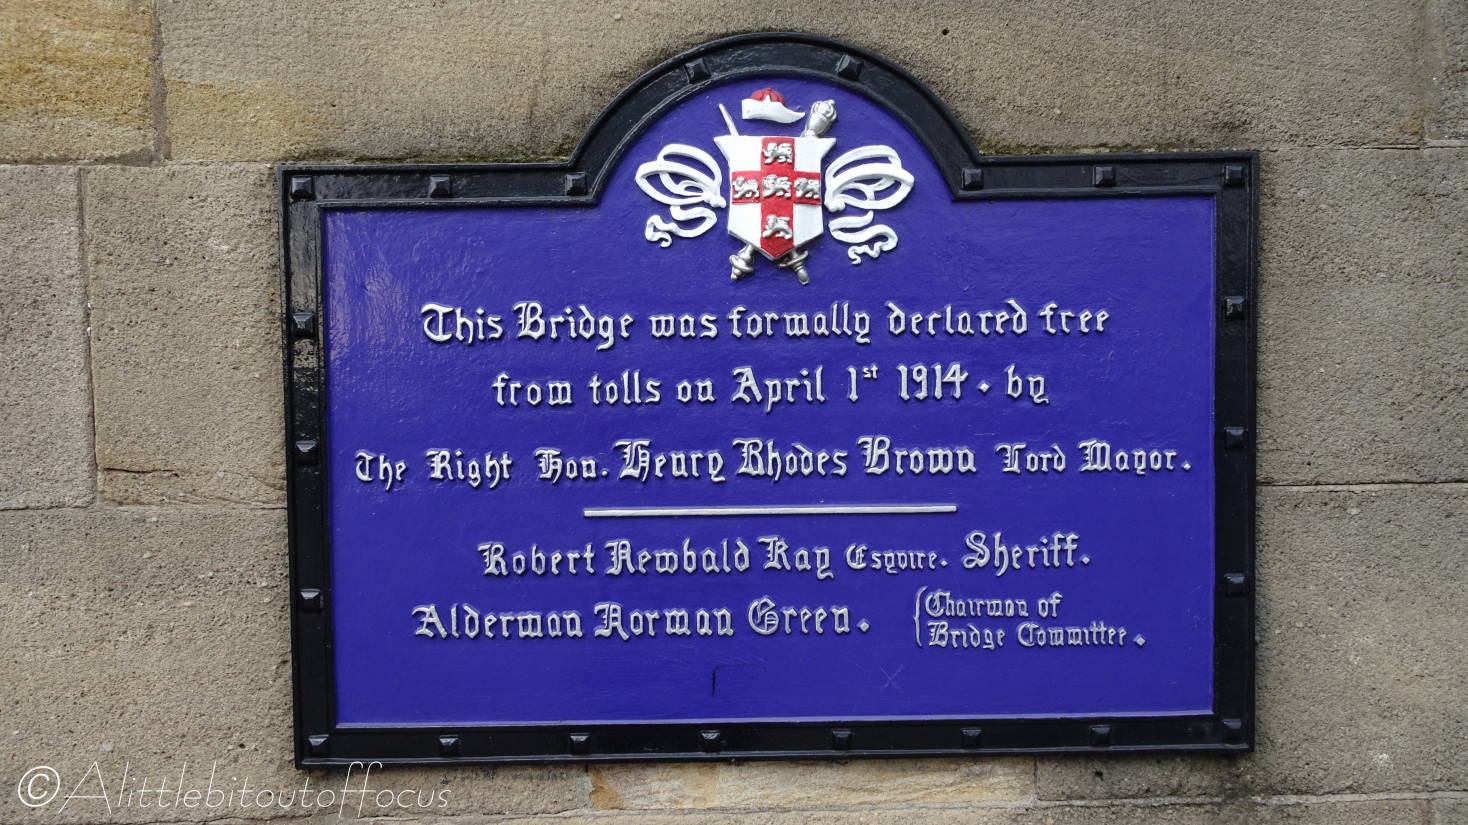 This Bridge was formally declared free
from tolls on April 1st 1914. by
The Right Hon. Henry Rhodes Brown Lord Mayor.
Robert Newbald Kay Esquire. Sheriff.
Alderman Norman Green. { Chairman of
Bridge Committee.
© Alittlebitoutoffocus